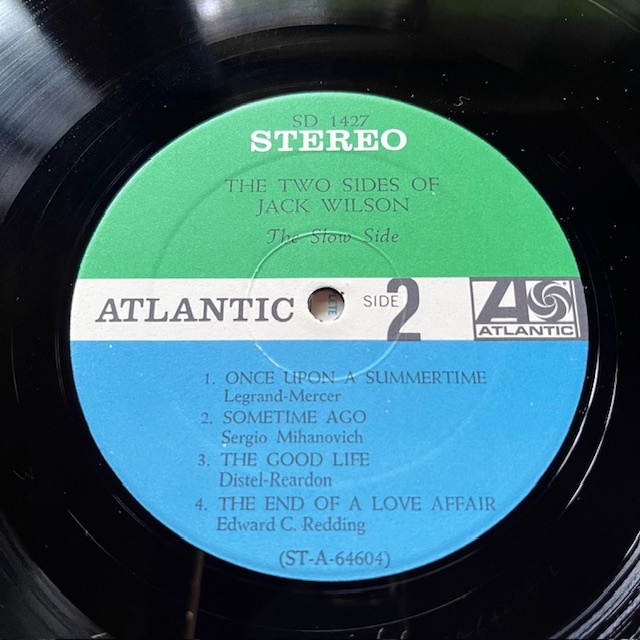 SD 1427
STEREO
THE TWO SIDES OF
JACK WILSON
The Slow Side
ATLANTIC
SIDE 2
A
ATLANTIC
1. ONCE UPON A SUMMERTIME
Legrand-Mercer
2. SOMETIME AGO
Sergio Mihanovich
3. THE GOOD LIFE
Distel-Reardon
4. THE END OF A LOVE AFFAIR
Edward C. Redding
(ST-A-64604)